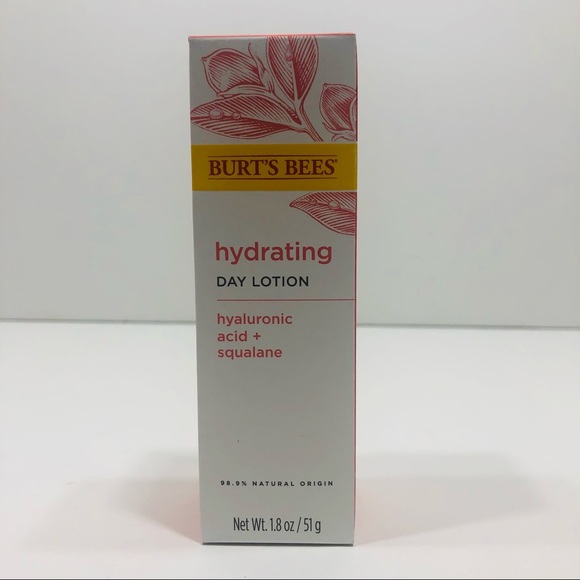 BURT'S BEES®
hydrating
DAY LOTION
hyaluronic
acid +
squalane
98.9% NATURAL ORIGIN
Net Wt. 1.8 oz / 51 g